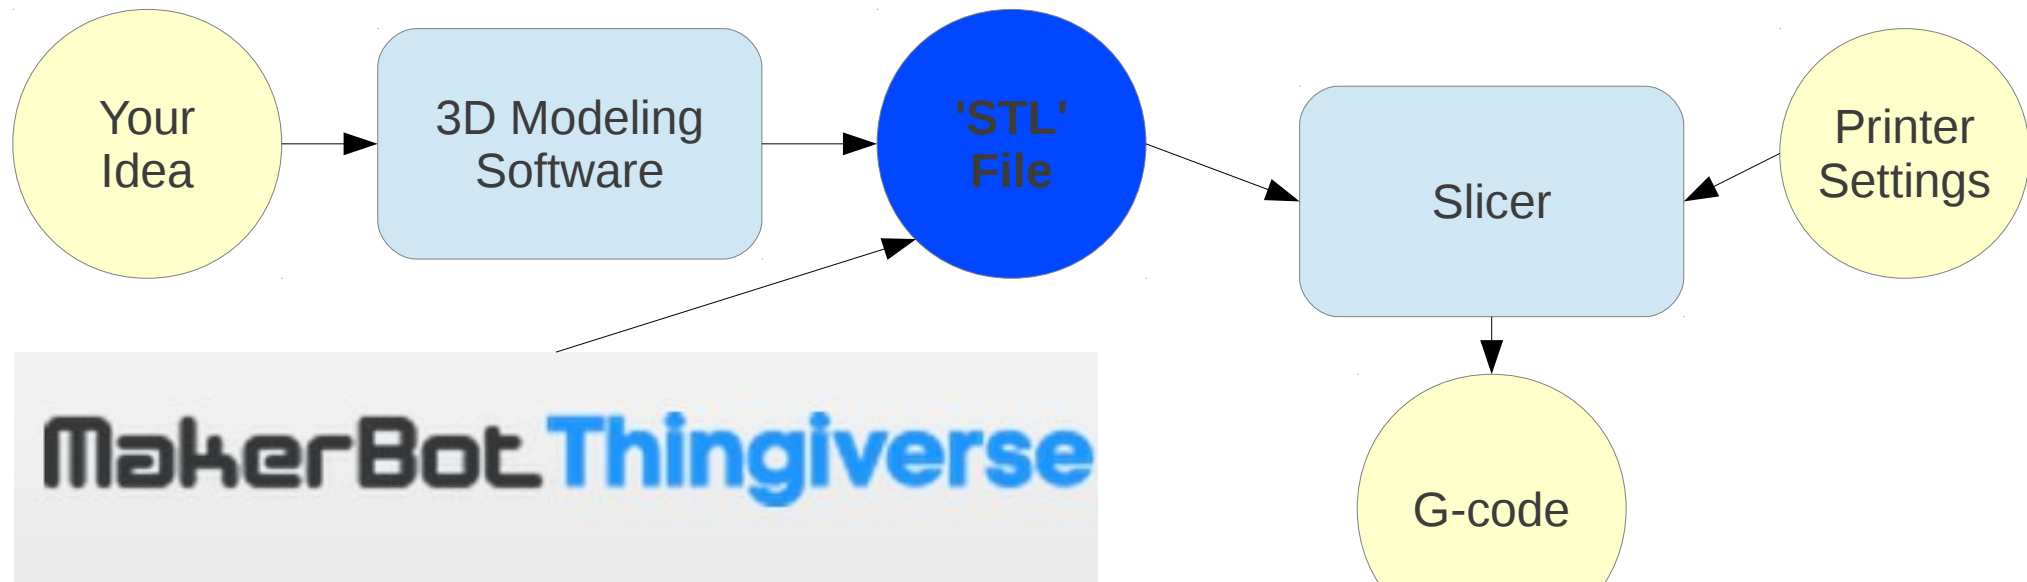 Your
Idea
3D Modeling
Software
'STL'
File
Slicer
Printer
Settings
MakerBot Thingiverse
G-code